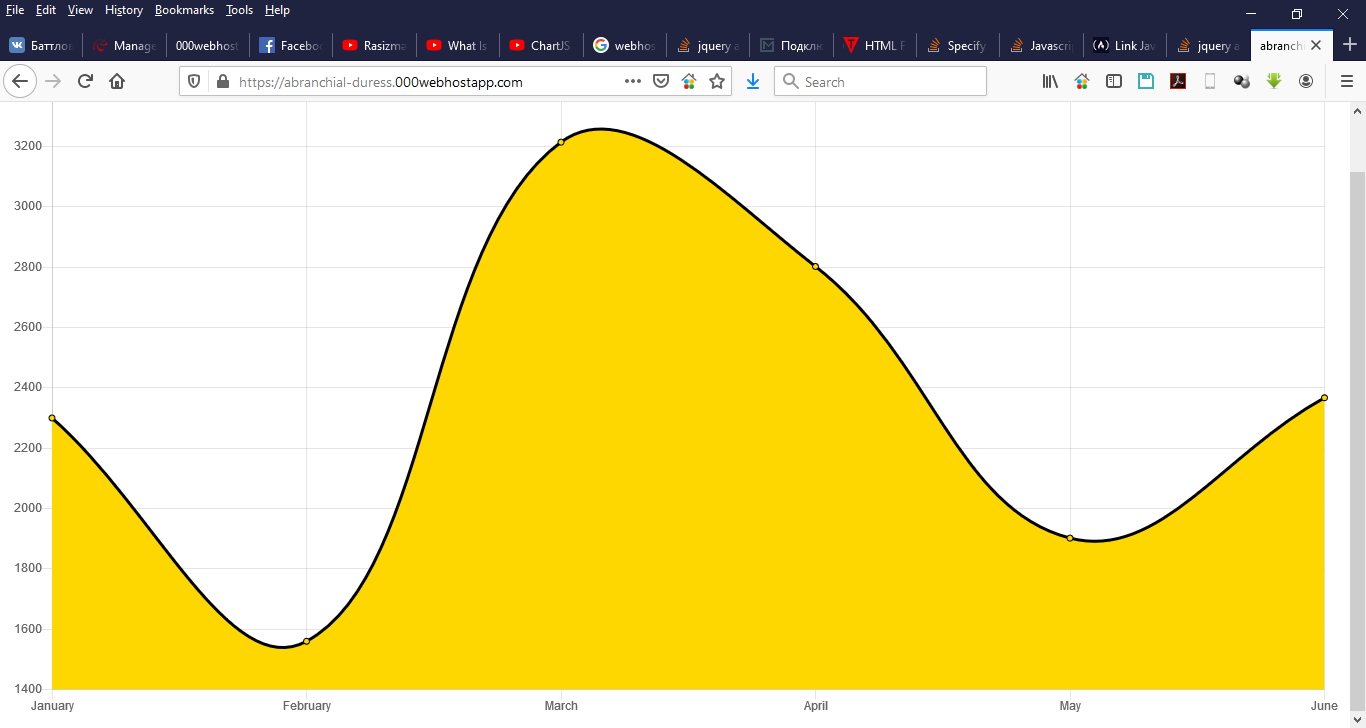 File Edit View History Bookmarks Tools Help
Баттлов Manage 000webhost Facebo Rasizma What Is ChartJS webhos jquery a Подклю HTML F Specify Javascri Link Jav jquery a abranchi
https://abranchial-duress.000webhostapp.com Search
3200
3000
2800
2600
2400
2200
2000
1800
1600
1400
January February March April May June